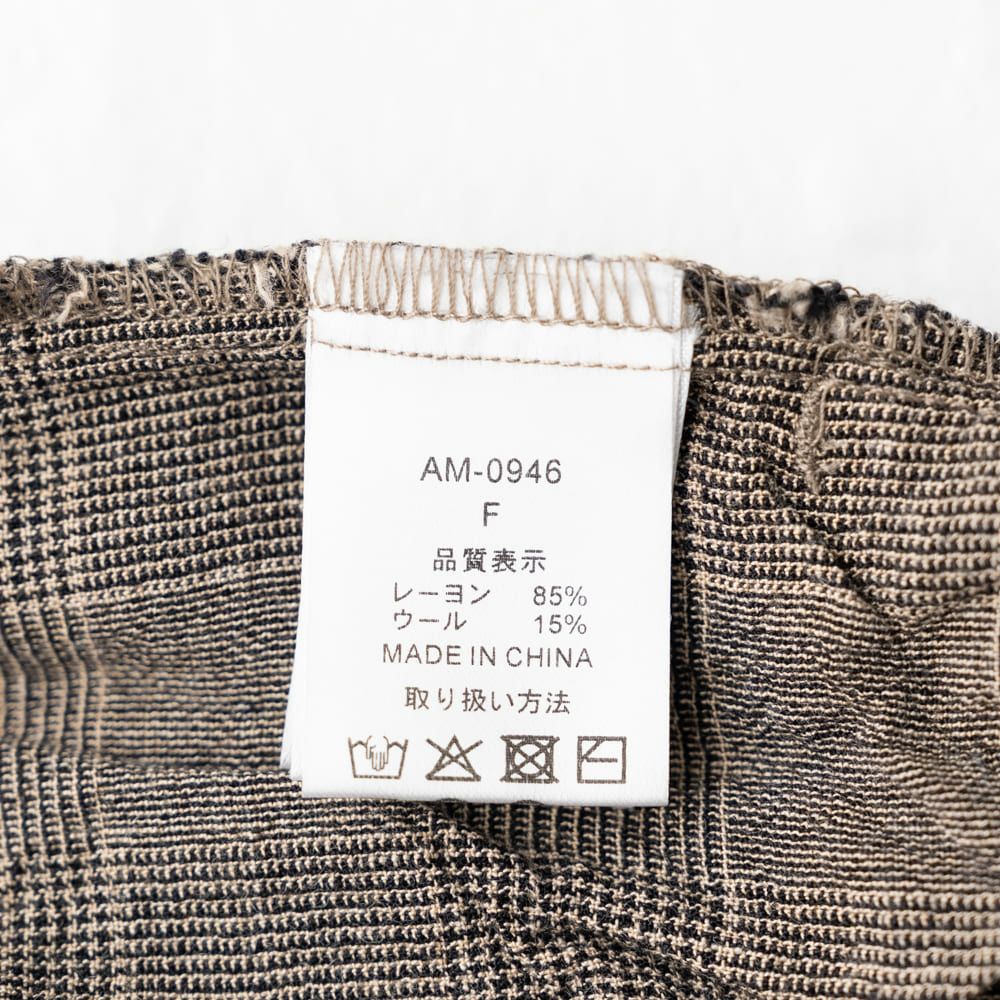 AM-0946
F
品質表示
レーヨン 85%
ウール 15%
MADE IN CHINA
取り扱い方法